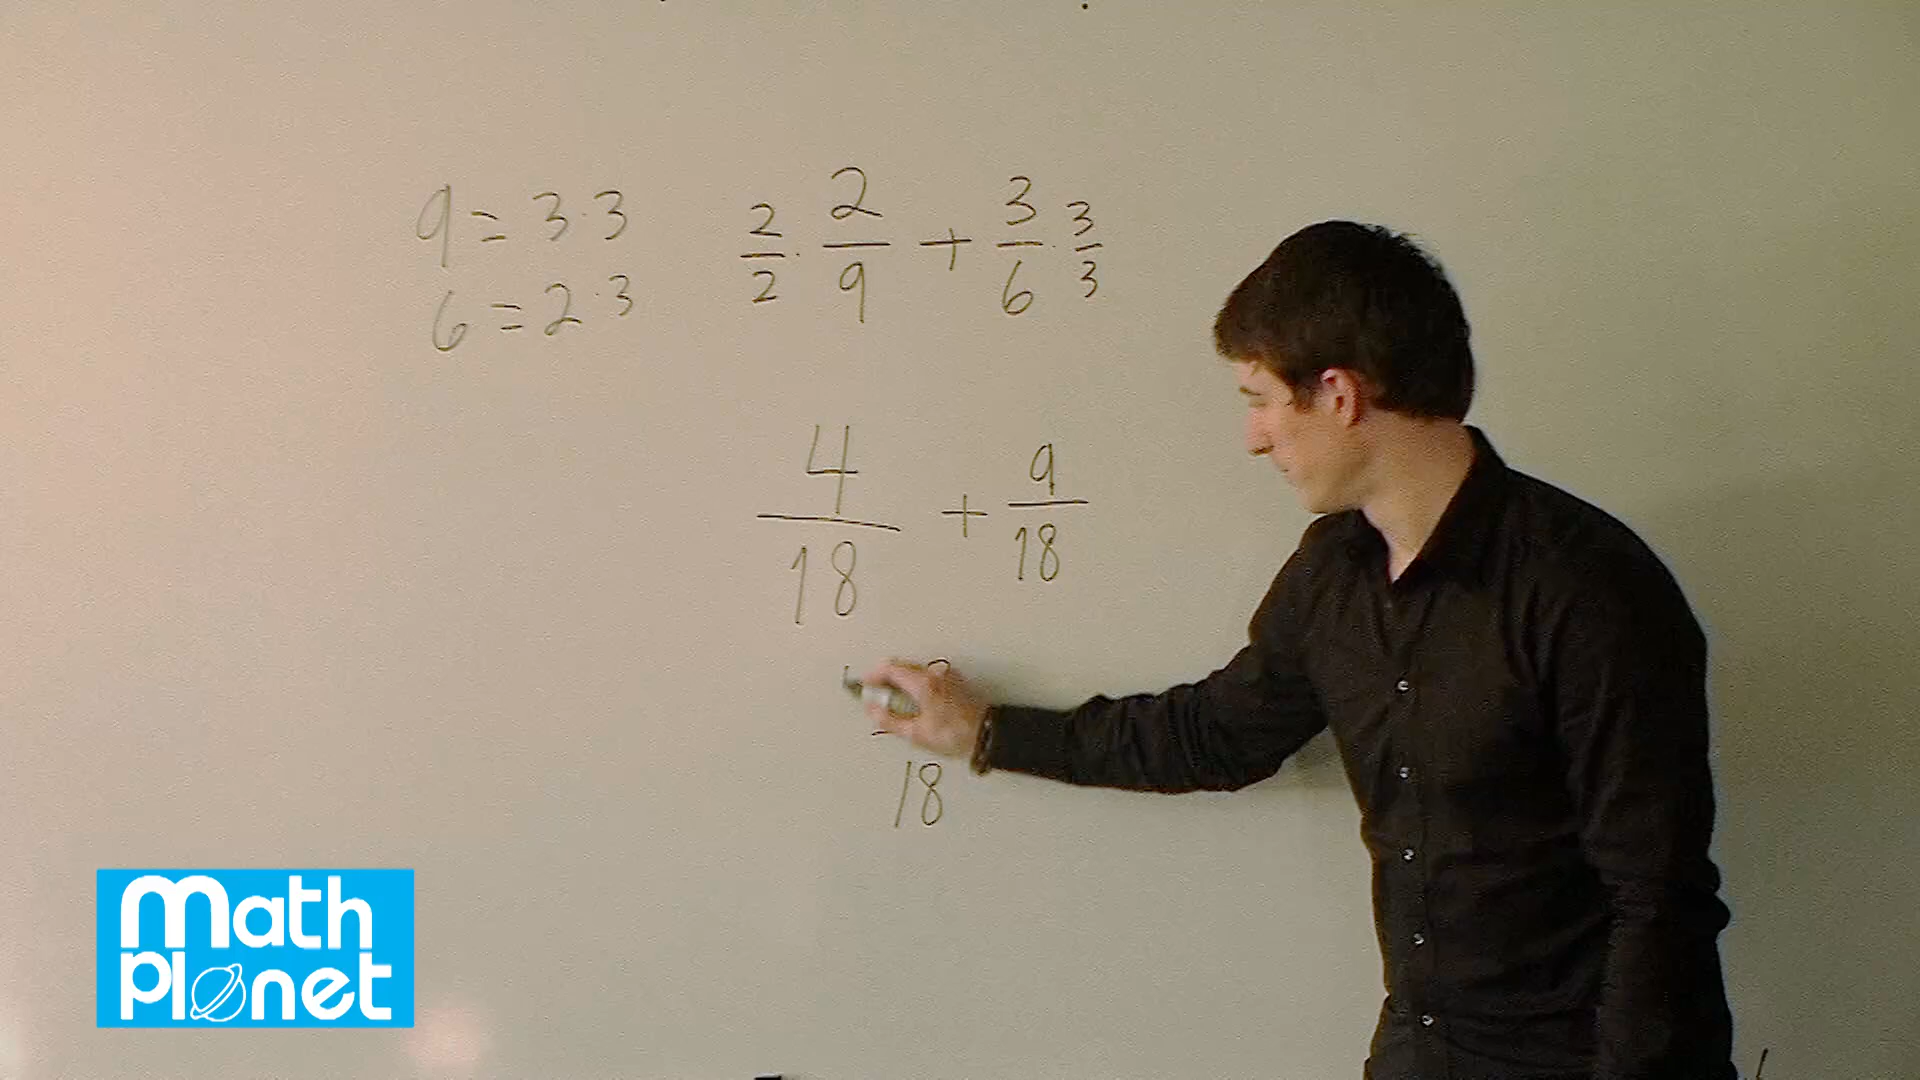 9 = 3·3
6 = 2·3
2/2 · 2/9 + 3/6 · 3/3
4/18 + 9/18
18
Math
Planet